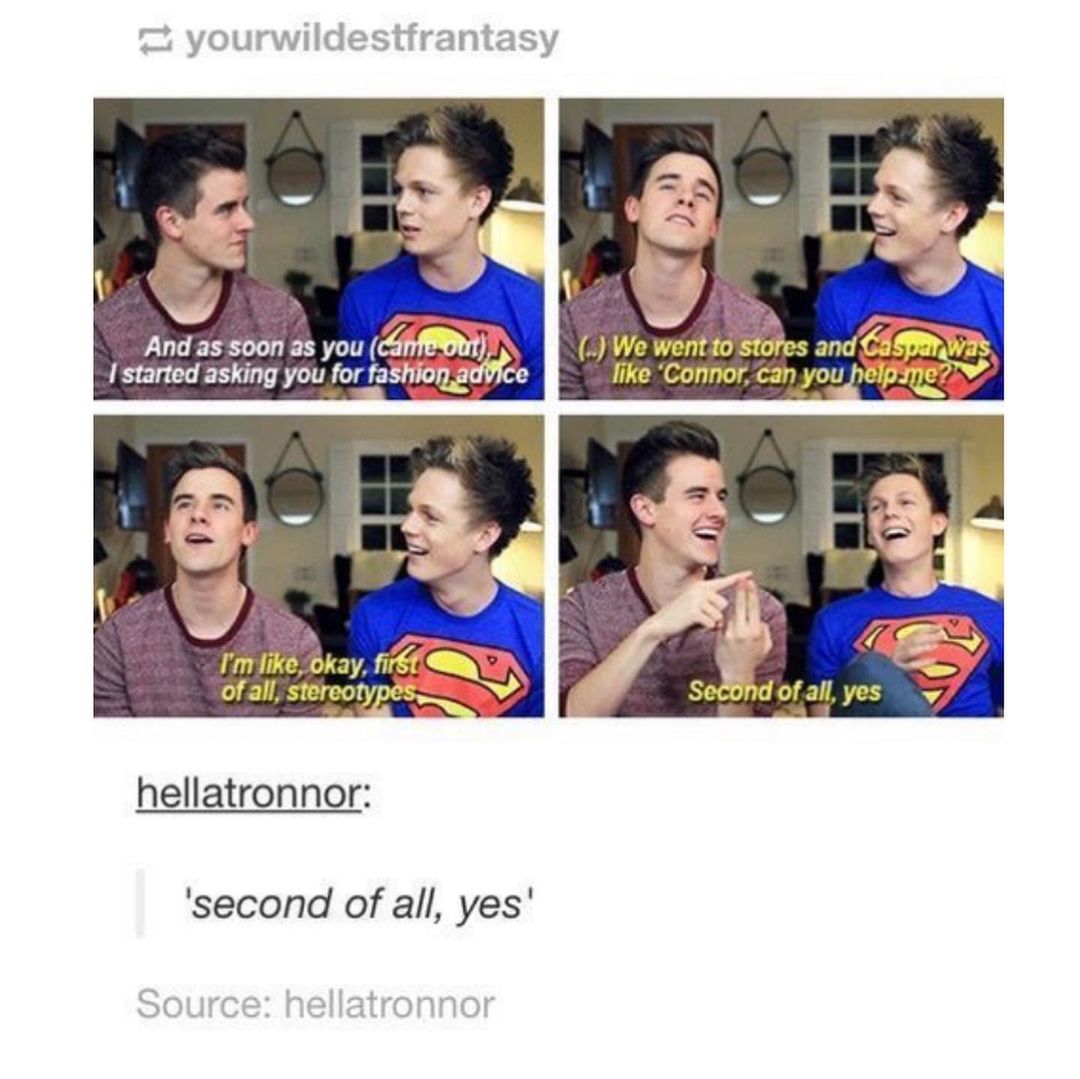 yourwildestfrantasy
And as soon as you (came out),
I started asking you for fashion advice
(..) We went to stores and Caspar was
like 'Connor, can you help me?'
I'm like, okay, first
of all, stereotypes
Second of all, yes
hellatronnor:
'second of all, yes'
Source: hellatronnor